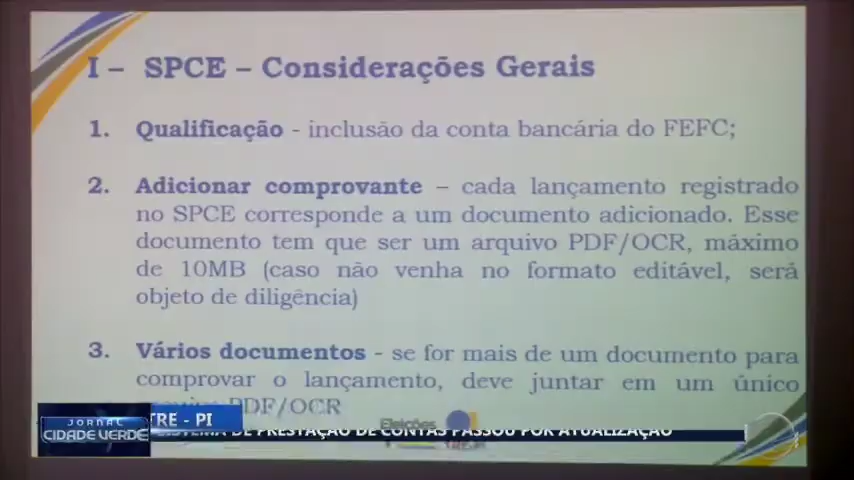 I – SPCE – Considerações Gerais
1. Qualificação - inclusão da conta bancária do FEFC;
2. Adicionar comprovante – cada lançamento registrado
no SPCE corresponde a um documento adicionado. Esse
documento tem que ser um arquivo PDF/OCR, máximo
de 10MB (caso não venha no formato editável, será
objeto de diligência)
3. Vários documentos - se for mais de um documento para
comprovar o lançamento, deve juntar em um único
PDF/OCR
Eleições
TRE - PI
JORNAL
CIDADE VERDE
SISTEMA DE PRESTAÇÃO DE CONTAS PASSOU POR ATUALIZAÇÃO